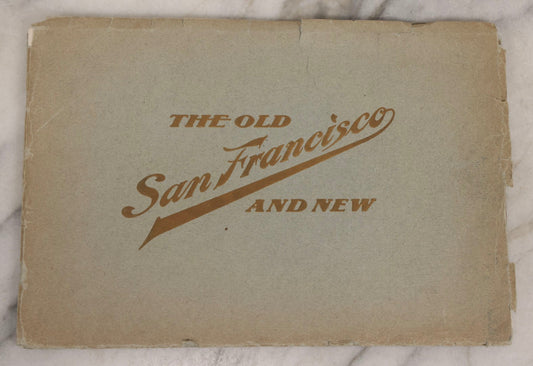 THE OLD
San Francisco
AND NEW